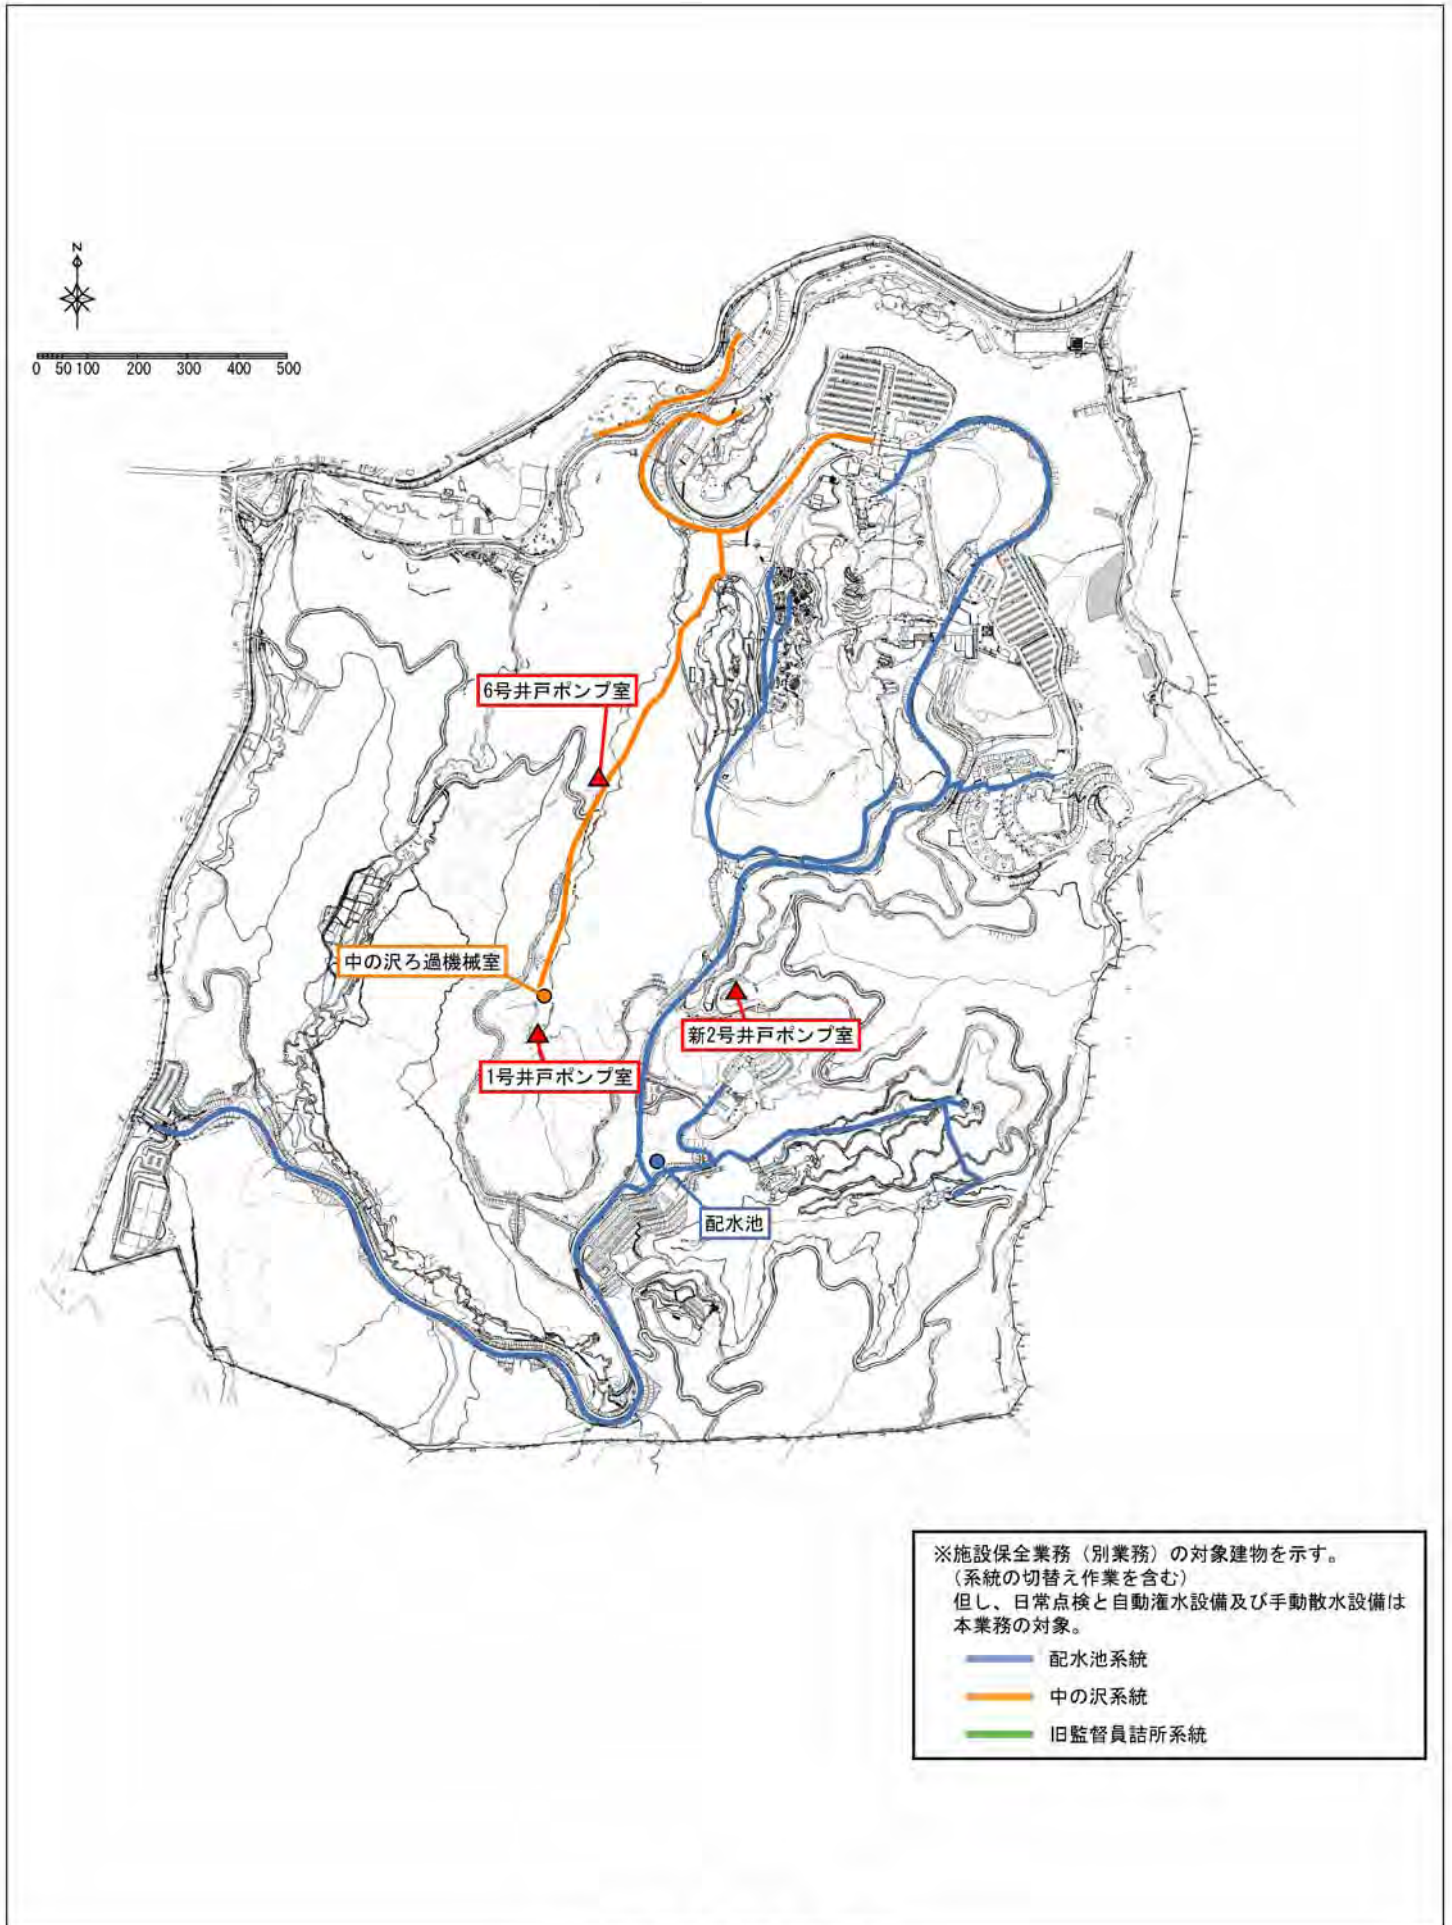 N
0 50 100 200 300 400 500
6号井戸ポンプ室
中の沢ろ過機械室
新2号井戸ポンプ室
1号井戸ポンプ室
配水池
※施設保全業務（別業務）の対象建物を示す。
（系統の切替え作業を含む）
但し、日常点検と自動潅水設備及び手動散水設備は
本業務の対象。
配水池系統
中の沢系統
旧監督員詰所系統